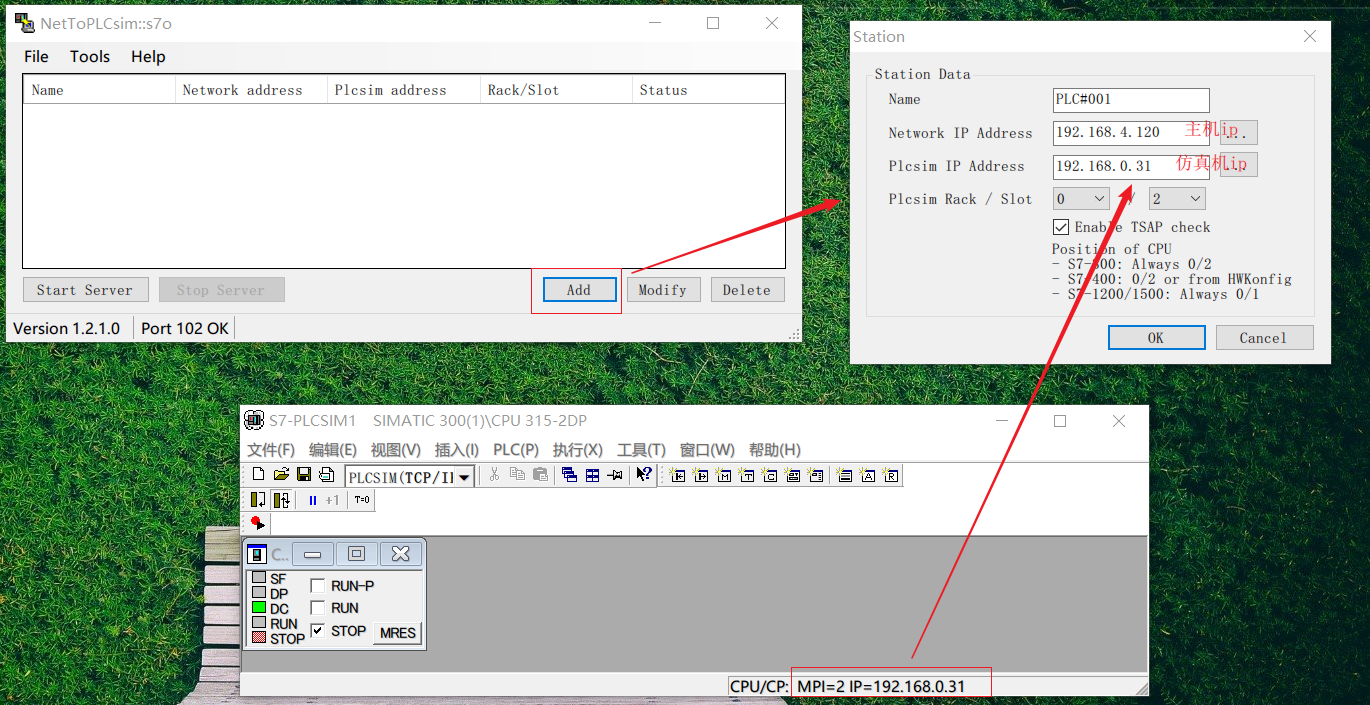 NetToPLCsim::s7o
File Tools Help
Name Network address Plcsim address Rack/Slot Status
Start Server Stop Server Add Modify Delete
Version 1.2.1.0 Port 102 OK
Station
Station Data
Name PLC#001
Network IP Address 192.168.4.120 主机ip ...
Plcsim IP Address 192.168.0.31 仿真机ip
Plcsim Rack / Slot 0 / 2
Enable TSAP check
Position of CPU
- S7-300: Always 0/2
- S7-400: 0/2 or from HWKonfig
- S7-1200/1500: Always 0/1
OK Cancel
S7-PLCSIM1 SIMATIC 300(1)\CPU 315-2DP
文件(F) 编辑(E) 视图(V) 插入(I) PLC(P) 执行(X) 工具(T) 窗口(W) 帮助(H)
PLCSIM(TCP/I
+1 T=0
C..
SF
DP RUN-P
DC RUN
RUN
STOP STOP MRES
CPU/CP: MPI=2 IP=192.168.0.31